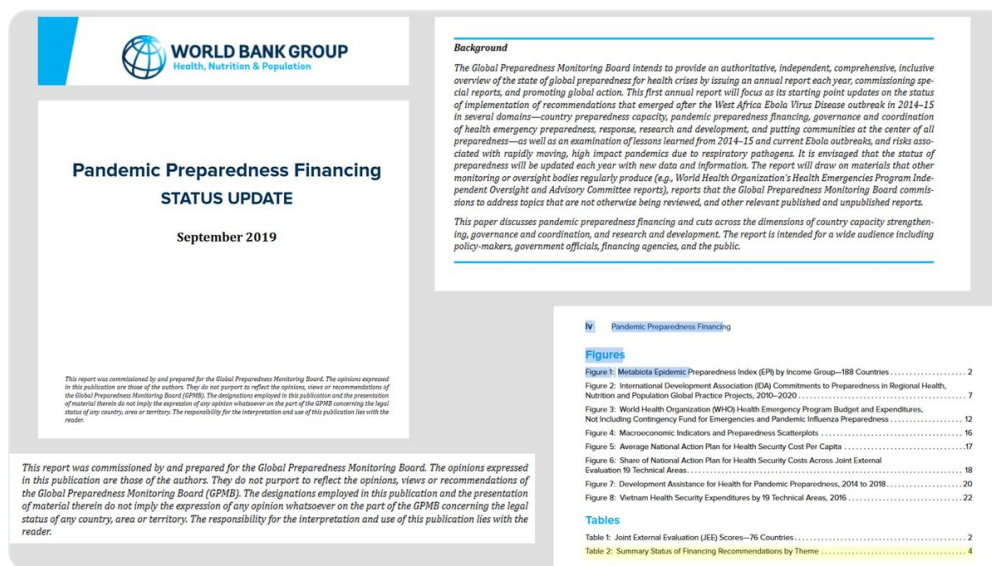 WORLD BANK GROUP
Health, Nutrition & Population
Pandemic Preparedness Financing
STATUS UPDATE
September 2019
This report was commissioned by and prepared for the Global Preparedness Monitoring Board. The opinions expressed
in this publication are those of the authors. They do not purport to reflect the opinions, views or recommendations of
the Global Preparedness Monitoring Board (GPMB). The designations employed in this publication and the presentation
of material therein do not imply the expression of any opinion whatsoever on the part of the GPMB concerning the legal
status of any country, area or territory. The responsibility for the interpretation and use of this publication lies with the
reader.
This report was commissioned by and prepared for the Global Preparedness Monitoring Board. The opinions expressed
in this publication are those of the authors. They do not purport to reflect the opinions, views or recommendations of
the Global Preparedness Monitoring Board (GPMB). The designations employed in this publication and the presentation
of material therein do not imply the expression of any opinion whatsoever on the part of the GPMB concerning the legal
status of any country, area or territory. The responsibility for the interpretation and use of this publication lies with the
reader.
Background
The Global Preparedness Monitoring Board intends to provide an authoritative, independent, comprehensive, inclusive
overview of the state of global preparedness for health crises by issuing an annual report each year, commissioning spe-
cial reports, and promoting global action. This first annual report will focus as its starting point updates on the status
of implementation of recommendations that emerged after the West Africa Ebola Virus Disease outbreak in 2014–15
in several domains—country preparedness capacity, pandemic preparedness financing, governance and coordination
of health emergency preparedness, response, research and development, and putting communities at the center of all
preparedness—as well as an examination of lessons learned from 2014–15 and current Ebola outbreaks, and risks asso-
ciated with rapidly moving, high impact pandemics due to respiratory pathogens. It is envisaged that the status of
preparedness will be updated each year with new data and information. The report will draw on materials that other
monitoring or oversight bodies regularly produce (e.g., World Health Organization's Health Emergencies Program Inde-
pendent Oversight and Advisory Committee reports), reports that the Global Preparedness Monitoring Board commis-
sions to address topics that are not otherwise being reviewed, and other relevant published and unpublished reports.
This paper discusses pandemic preparedness financing and cuts across the dimensions of country capacity strengthen-
ing, governance and coordination, and research and development. The report is intended for a wide audience including
policy-makers, government officials, financing agencies, and the public.
iv Pandemic Preparedness Financing
Figures
Figure 1: Metabiota Epidemic Preparedness Index (EPI) by Income Group—188 Countries 2
Figure 2: International Development Association (IDA) Commitments to Preparedness in Regional Health,
Nutrition and Population Global Practice Projects, 2010–2020 7
Figure 3: World Health Organization (WHO) Health Emergency Program Budget and Expenditures,
Not Including Contingency Fund for Emergencies and Pandemic Influenza Preparedness 12
Figure 4: Macroeconomic Indicators and Preparedness Scatterplots 16
Figure 5: Average National Action Plan for Health Security Cost Per Capita 17
Figure 6: Share of National Action Plan for Health Security Costs Across Joint External
Evaluation 19 Technical Areas 18
Figure 7: Development Assistance for Health for Pandemic Preparedness, 2014 to 2018 20
Figure 8: Vietnam Health Security Expenditures by 19 Technical Areas, 2016 22
Tables
Table 1: Joint External Evaluation (JEE) Scores—76 Countries 2
Table 2: Summary Status of Financing Recommendations by Theme 4